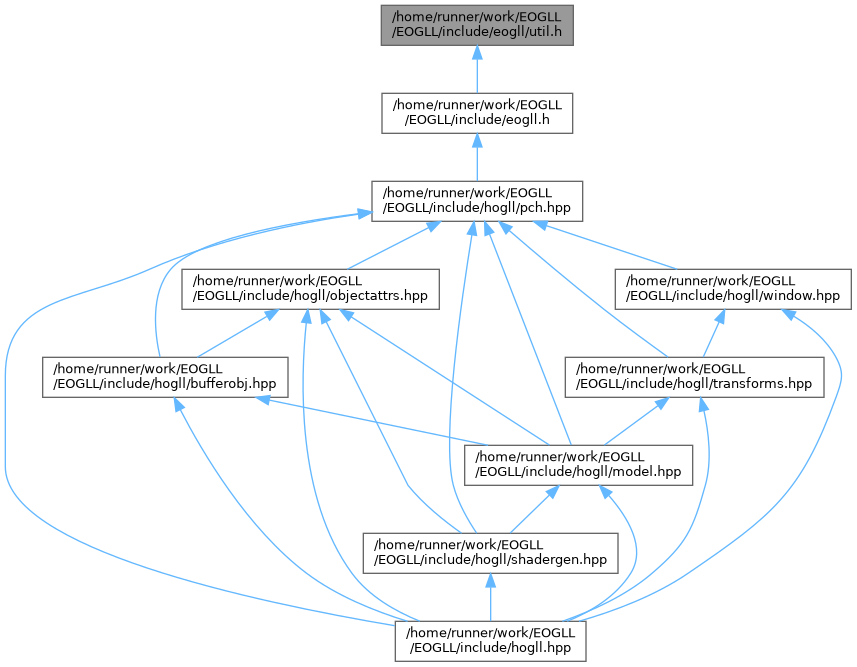 /home/runner/work/EOGLL
/EOGLL/include/eogll/util.h
/home/runner/work/EOGLL
/EOGLL/include/eogll.h
/home/runner/work/EOGLL
/EOGLL/include/hogll/pch.hpp
/home/runner/work/EOGLL
/EOGLL/include/hogll/objectattrs.hpp
/home/runner/work/EOGLL
/EOGLL/include/hogll/window.hpp
/home/runner/work/EOGLL
/EOGLL/include/hogll/bufferobj.hpp
/home/runner/work/EOGLL
/EOGLL/include/hogll/transforms.hpp
/home/runner/work/EOGLL
/EOGLL/include/hogll/model.hpp
/home/runner/work/EOGLL
/EOGLL/include/hogll/shadergen.hpp
/home/runner/work/EOGLL
/EOGLL/include/hogll.hpp